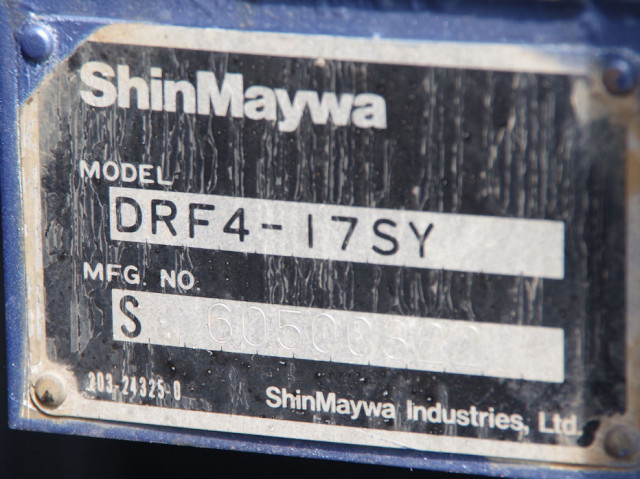 ShinMaywa
MODEL
DRF4-17SY
MFG. NO.
S
203-24325-0
ShinMaywa Industries, Ltd.